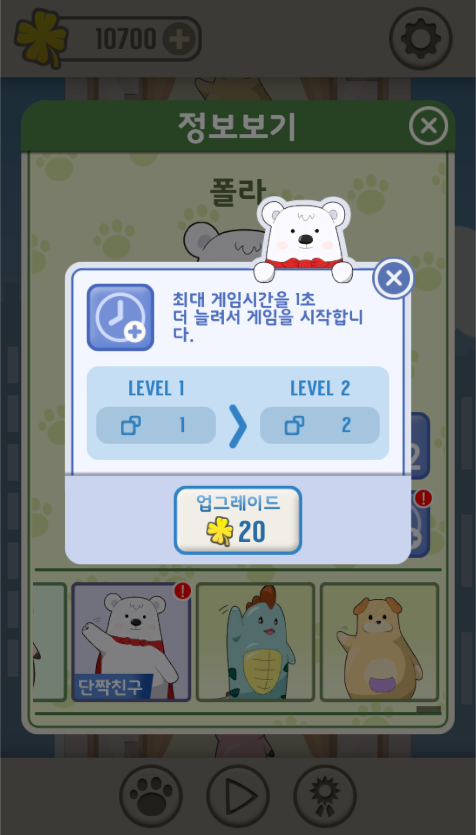 10700
정보보기
폴라
최대 게임시간을 1초
더 늘려서 게임을 시작합니
다.
LEVEL 1
LEVEL 2
1
2
업그레이드
20
2
!
!
단짝친구